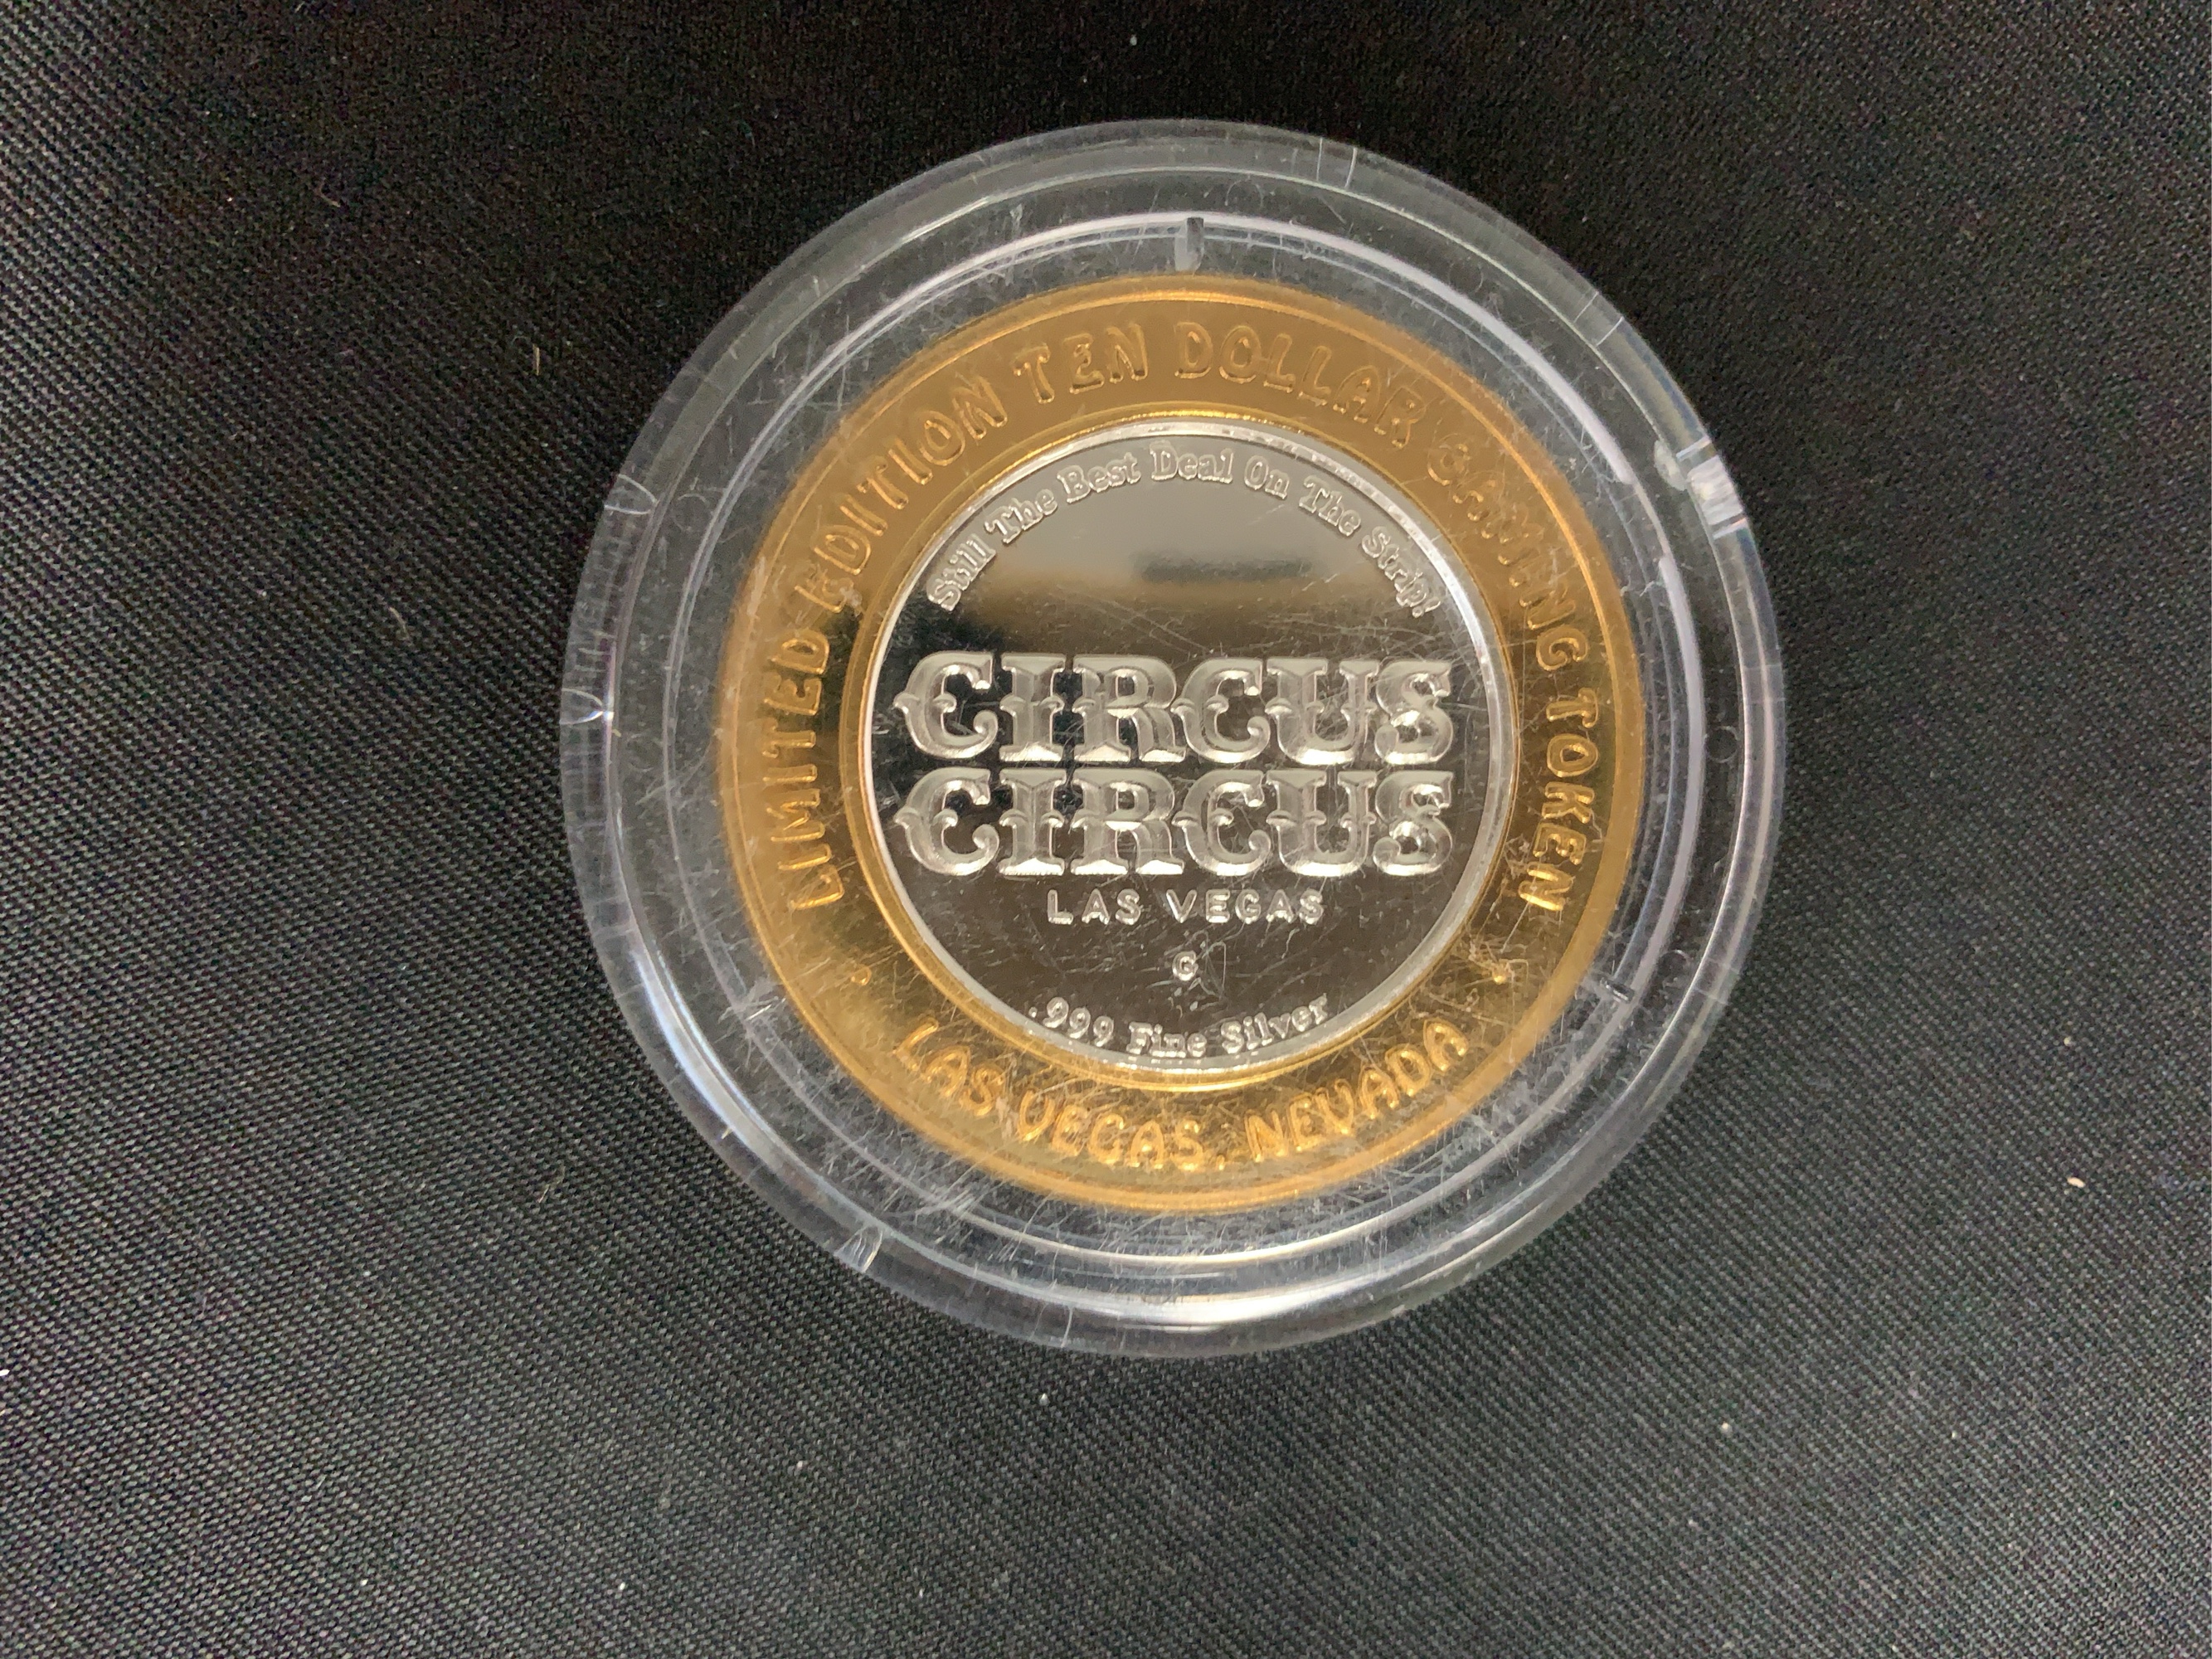 LIMITED EDITION TEN DOLLAR GAMING TOKEN
Still The Best Deal On The Strip!
CIRCUS
CIRCUS
LAS VEGAS
G
.999 Fine Silver
LAS VEGAS, NEVADA